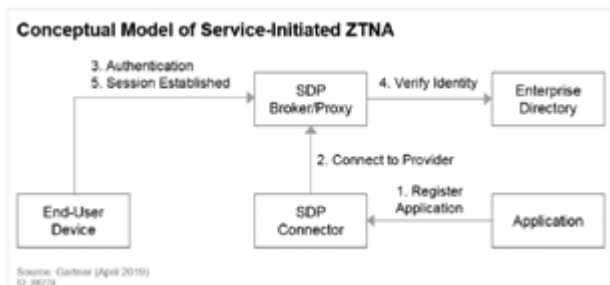 Conceptual Model of Service-Initiated ZTNA
3. Authentication
5. Session Established
SDP
Broker/Proxy
4. Verify Identity
Enterprise
Directory
2. Connect to Provider
1. Register
Application
End-User
Device
SDP
Connector
Application
Source: Gartner (April 2019)